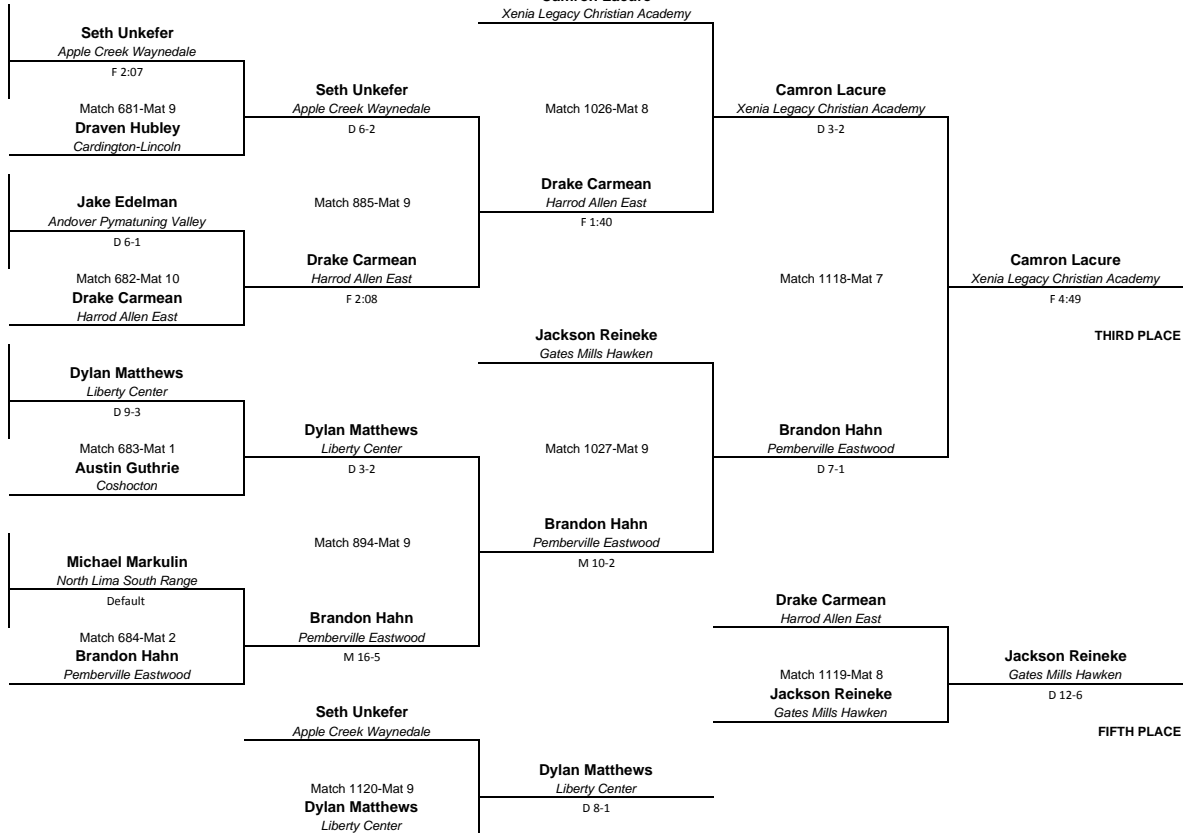 Camron Lacure
Xenia Legacy Christian Academy
Seth Unkefer
Apple Creek Waynedale
F 2:07
Match 681-Mat 9
Draven Hubley
Cardington-Lincoln
Seth Unkefer
Apple Creek Waynedale
D 6-2
Match 1026-Mat 8
Camron Lacure
Xenia Legacy Christian Academy
D 3-2
Jake Edelman
Andover Pymatuning Valley
D 6-1
Match 682-Mat 10
Drake Carmean
Harrod Allen East
Match 885-Mat 9
Drake Carmean
Harrod Allen East
F 2:08
Drake Carmean
Harrod Allen East
F 1:40
Match 1118-Mat 7
Camron Lacure
Xenia Legacy Christian Academy
F 4:49
THIRD PLACE
Jackson Reineke
Gates Mills Hawken
Dylan Matthews
Liberty Center
D 9-3
Match 683-Mat 1
Austin Guthrie
Coshocton
Dylan Matthews
Liberty Center
D 3-2
Match 1027-Mat 9
Brandon Hahn
Pemberville Eastwood
D 7-1
Michael Markulin
North Lima South Range
Default
Match 684-Mat 2
Brandon Hahn
Pemberville Eastwood
Match 894-Mat 9
Brandon Hahn
Pemberville Eastwood
M 16-5
Brandon Hahn
Pemberville Eastwood
M 10-2
Drake Carmean
Harrod Allen East
Match 1119-Mat 8
Jackson Reineke
Gates Mills Hawken
Jackson Reineke
Gates Mills Hawken
D 12-6
FIFTH PLACE
Seth Unkefer
Apple Creek Waynedale
Match 1120-Mat 9
Dylan Matthews
Liberty Center
Dylan Matthews
Liberty Center
D 8-1